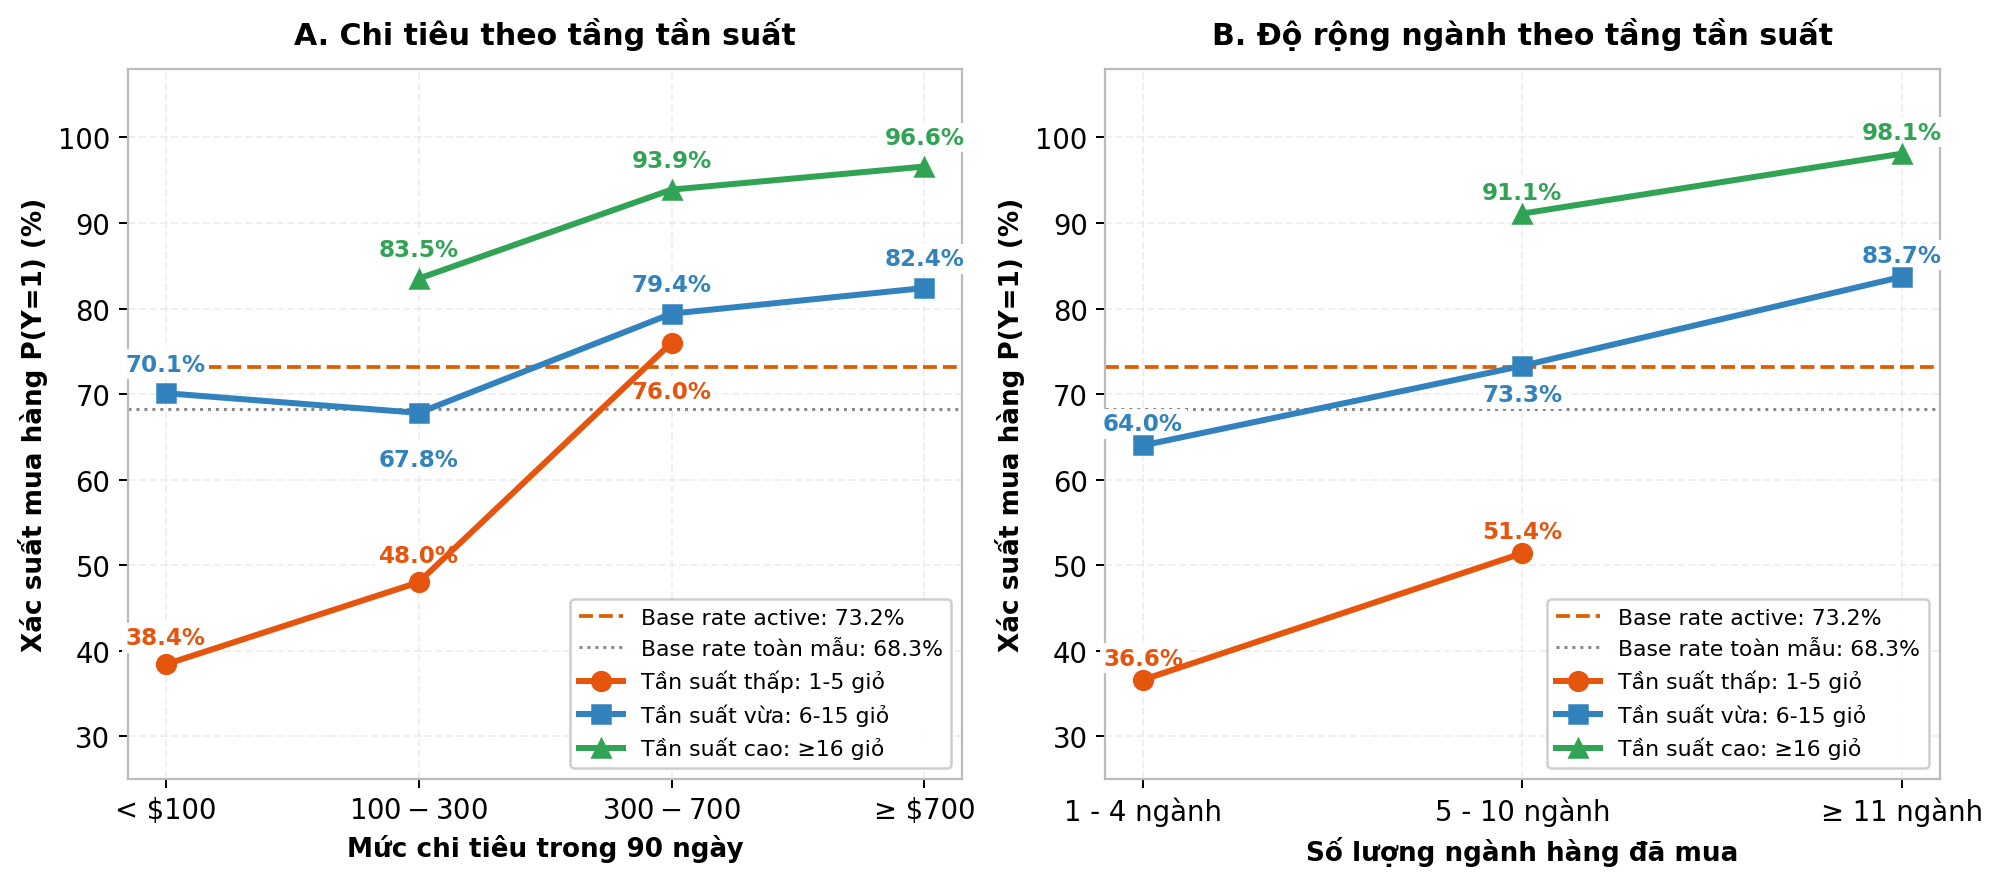 A. Chi tiêu theo tầng tần suất
Xác suất mua hàng P(Y=1) (%)
100
90
80
70
60
50
40
30
96.6%
93.9%
83.5%
82.4%
79.4%
70.1%
76.0%
67.8%
48.0%
38.4%
Base rate active: 73.2%
Base rate toàn mẫu: 68.3%
Tần suất thấp: 1-5 giỏ
Tần suất vừa: 6-15 giỏ
Tần suất cao: ≥16 giỏ
< $100
100 − 300
300 − 700
≥ $700
Mức chi tiêu trong 90 ngày
B. Độ rộng ngành theo tầng tần suất
Xác suất mua hàng P(Y=1) (%)
100
90
80
70
60
50
40
30
98.1%
91.1%
83.7%
73.3%
64.0%
51.4%
36.6%
Base rate active: 73.2%
Base rate toàn mẫu: 68.3%
Tần suất thấp: 1-5 giỏ
Tần suất vừa: 6-15 giỏ
Tần suất cao: ≥16 giỏ
1 - 4 ngành
5 - 10 ngành
≥ 11 ngành
Số lượng ngành hàng đã mua